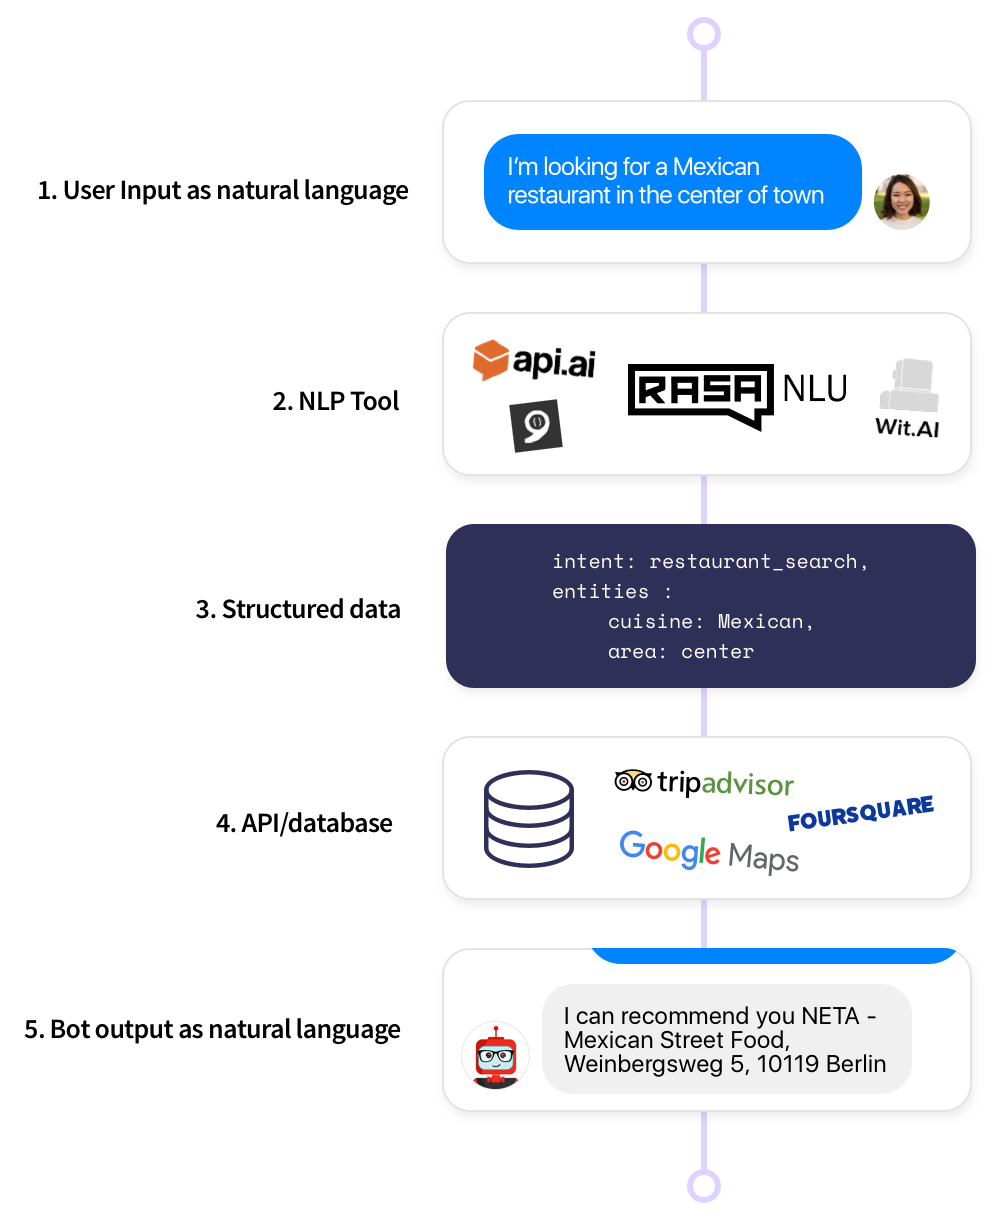 1. User Input as natural language
I'm looking for a Mexican
restaurant in the center of town
2. NLP Tool
api.ai
RASA NLU
Wit.AI
3. Structured data
intent: restaurant_search,
entities :
cuisine: Mexican,
area: center
4. API/database
tripadvisor
FOURSQUARE
Google Maps
5. Bot output as natural language
I can recommend you NETA -
Mexican Street Food,
Weinbergsweg 5, 10119 Berlin